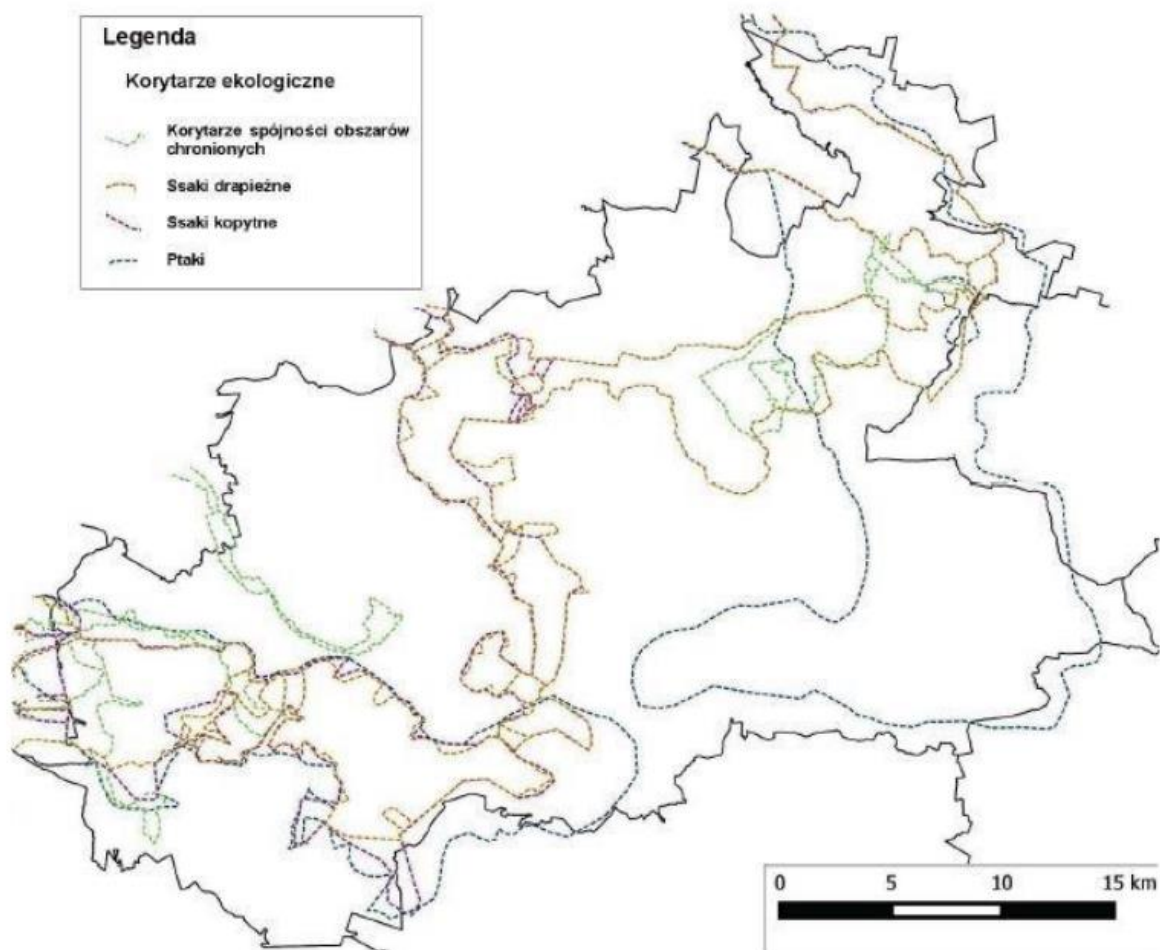 Legenda
Korytarze ekologiczne
Korytarze spójności obszarów
chronionych
Ssaki drapieżne
Ssaki kopytne
Ptaki
0 5 10 15 km